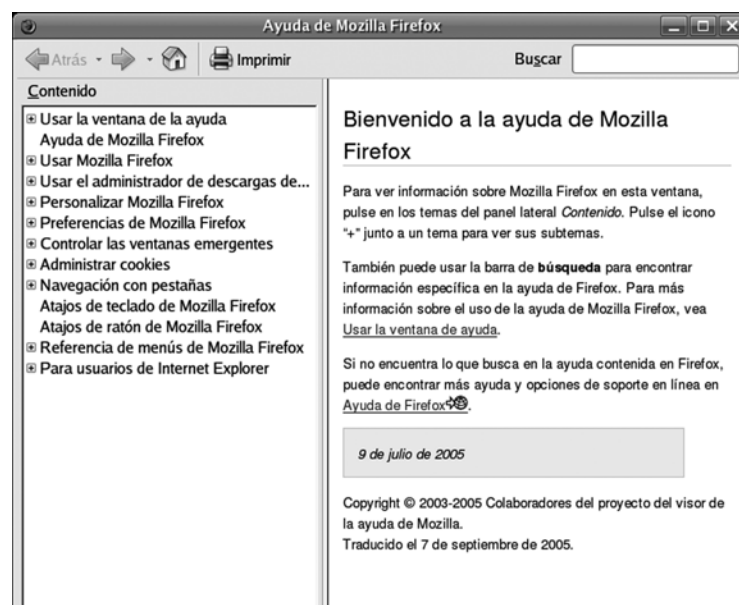 Ayuda de Mozilla Firefox
Atrás
Imprimir
Buscar
Contenido
Usar la ventana de la ayuda
Ayuda de Mozilla Firefox
Usar Mozilla Firefox
Usar el administrador de descargas de...
Personalizar Mozilla Firefox
Preferencias de Mozilla Firefox
Controlar las ventanas emergentes
Administrar cookies
Navegación con pestañas
Atajos de teclado de Mozilla Firefox
Atajos de ratón de Mozilla Firefox
Referencia de menús de Mozilla Firefox
Para usuarios de Internet Explorer
Bienvenido a la ayuda de Mozilla
Firefox
Para ver información sobre Mozilla Firefox en esta ventana,
pulse en los temas del panel lateral Contenido. Pulse el icono
"+" junto a un tema para ver sus subtemas.
También puede usar la barra de búsqueda para encontrar
información específica en la ayuda de Firefox. Para más
información sobre el uso de la ayuda de Mozilla Firefox, vea
Usar la ventana de ayuda.
Si no encuentra lo que busca en la ayuda contenida en Firefox,
puede encontrar más ayuda y opciones de soporte en línea en
Ayuda de Firefox.
9 de julio de 2005
Copyright © 2003-2005 Colaboradores del proyecto del visor de
la ayuda de Mozilla.
Traducido el 7 de septiembre de 2005.